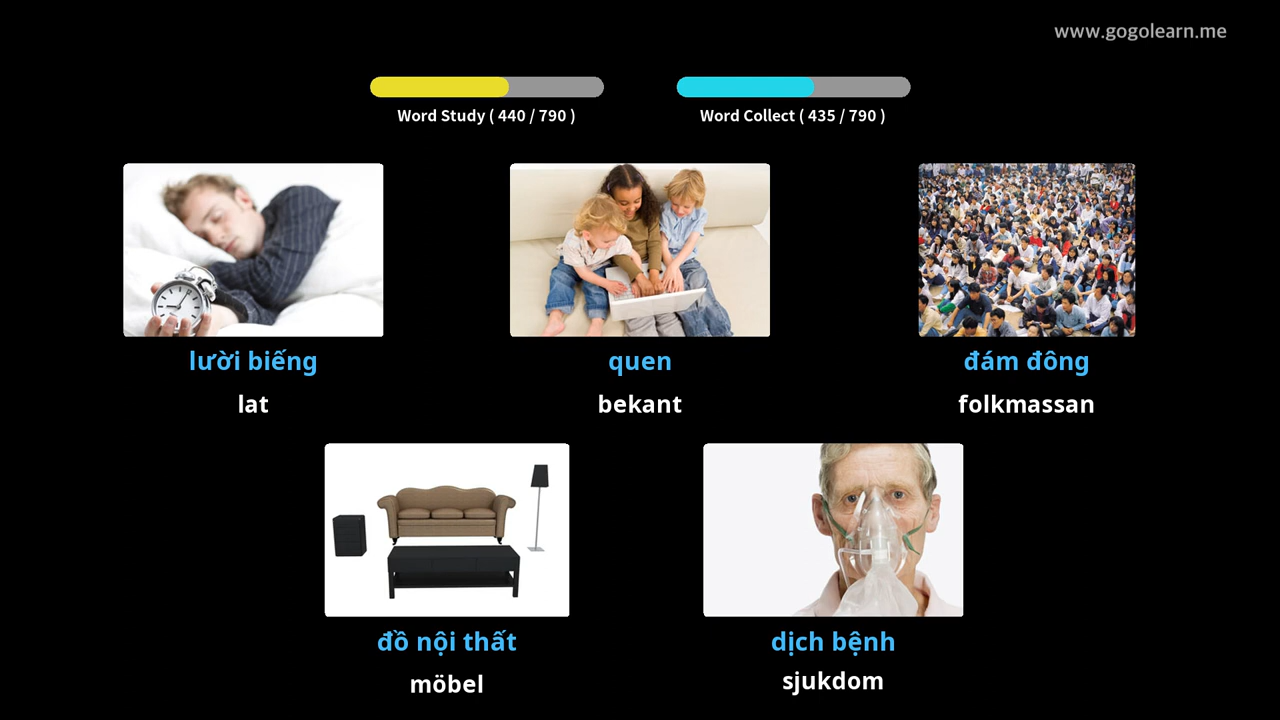 www.gogolearn.me
Word Study ( 440 / 790 )
Word Collect ( 435 / 790 )
lười biếng
quen
đám đông
lat
bekant
folkmassan
đồ nội thất
dịch bệnh
möbel
sjukdom